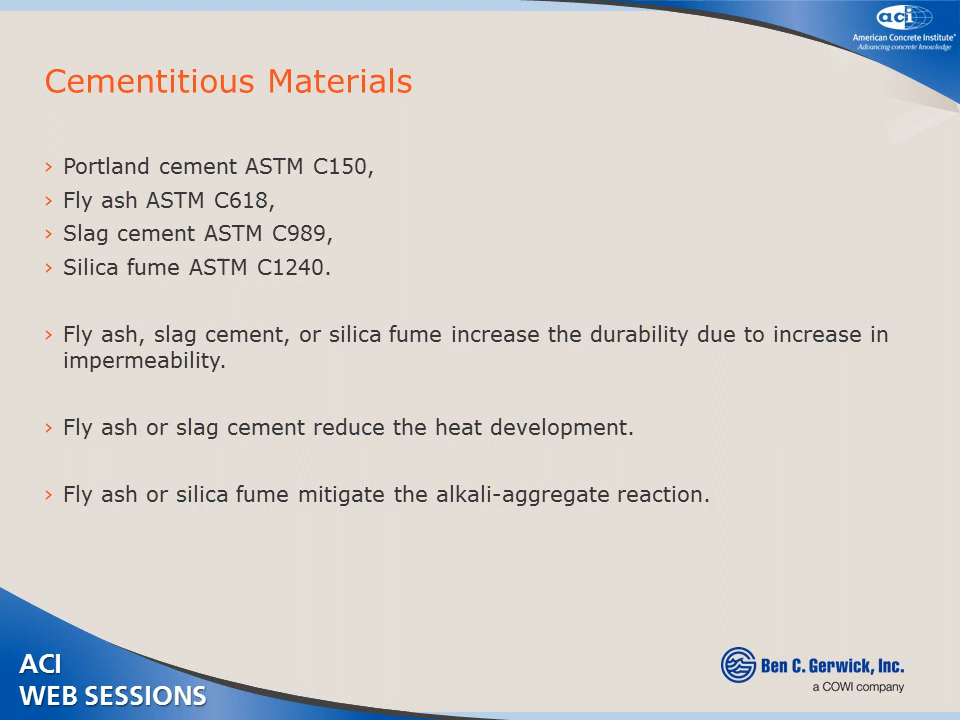 aci
American Concrete Institute®
Advancing concrete knowledge
Cementitious Materials
› Portland cement ASTM C150,
› Fly ash ASTM C618,
› Slag cement ASTM C989,
› Silica fume ASTM C1240.
› Fly ash, slag cement, or silica fume increase the durability due to increase in
impermeability.
› Fly ash or slag cement reduce the heat development.
› Fly ash or silica fume mitigate the alkali-aggregate reaction.
ACI
WEB SESSIONS
Ben C. Gerwick, Inc.
a COWI company